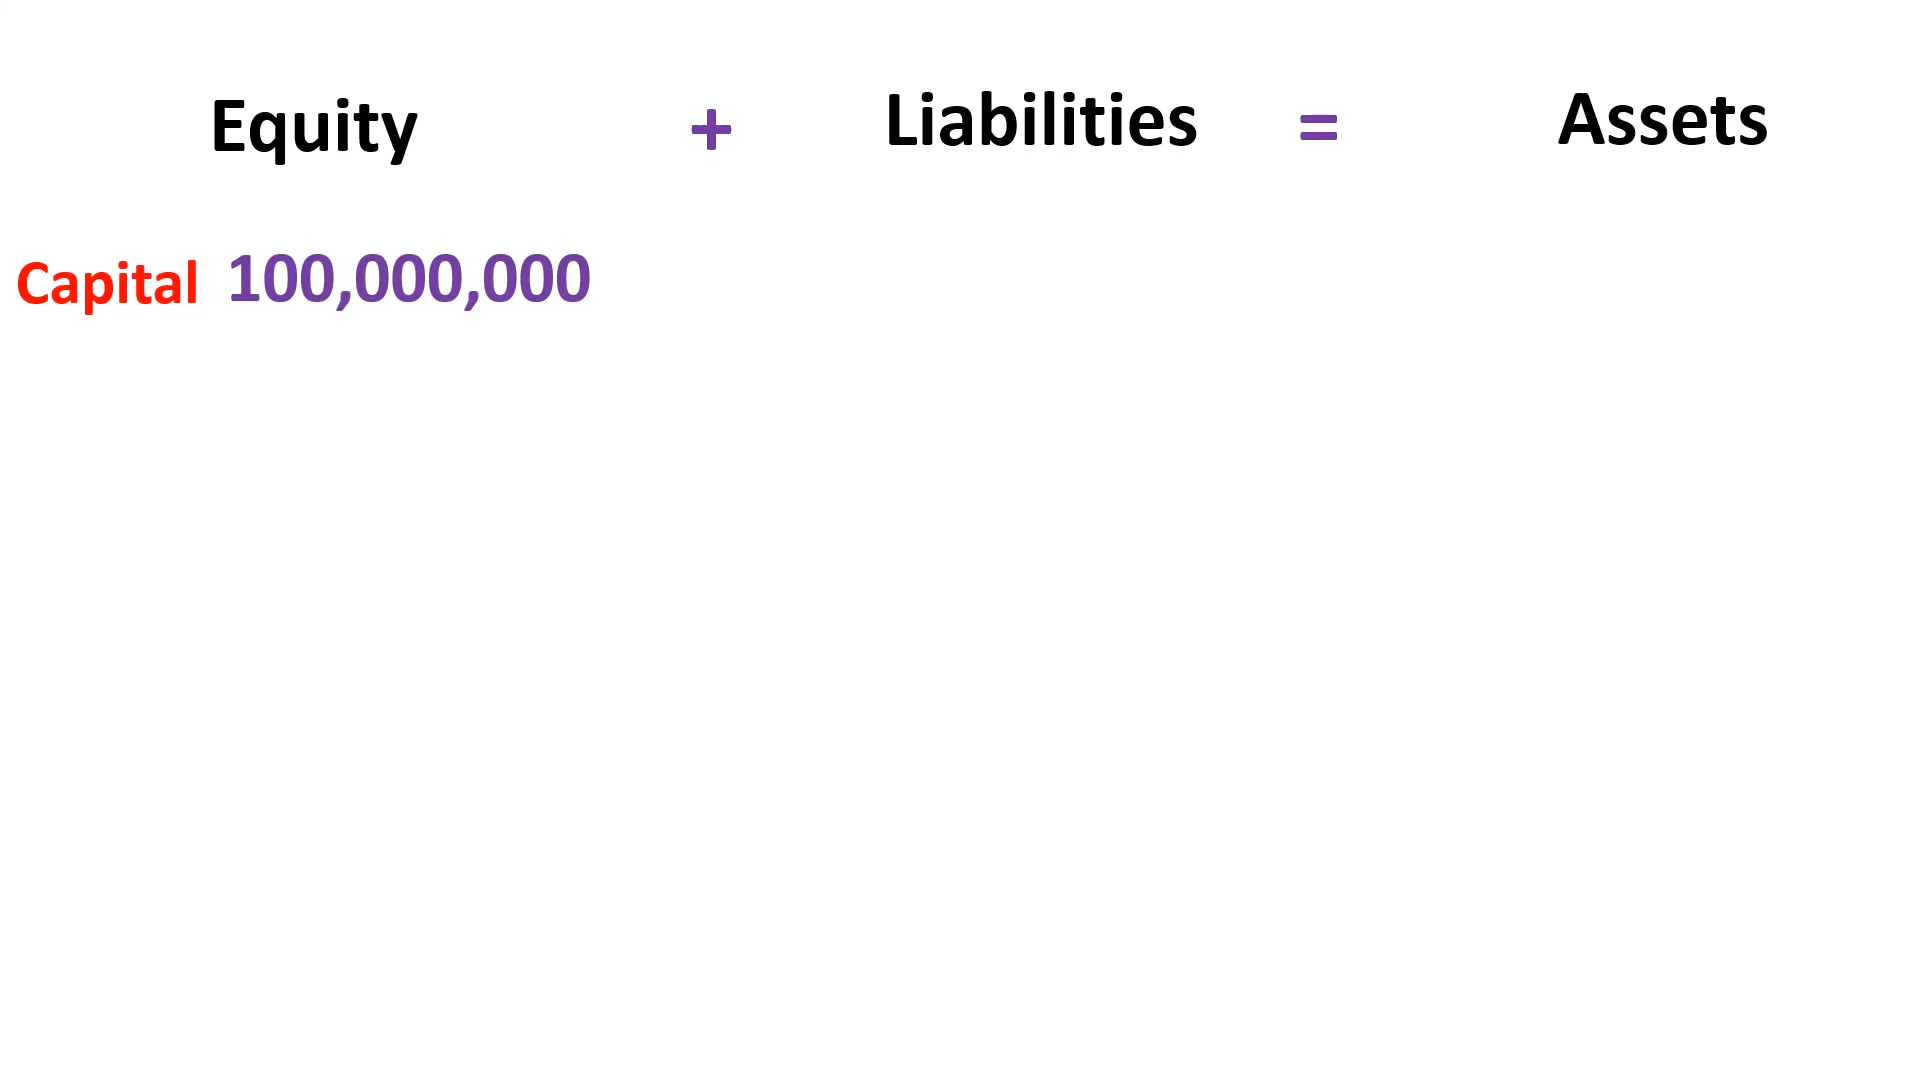 Equity + Liabilities = Assets
Capital 100,000,000